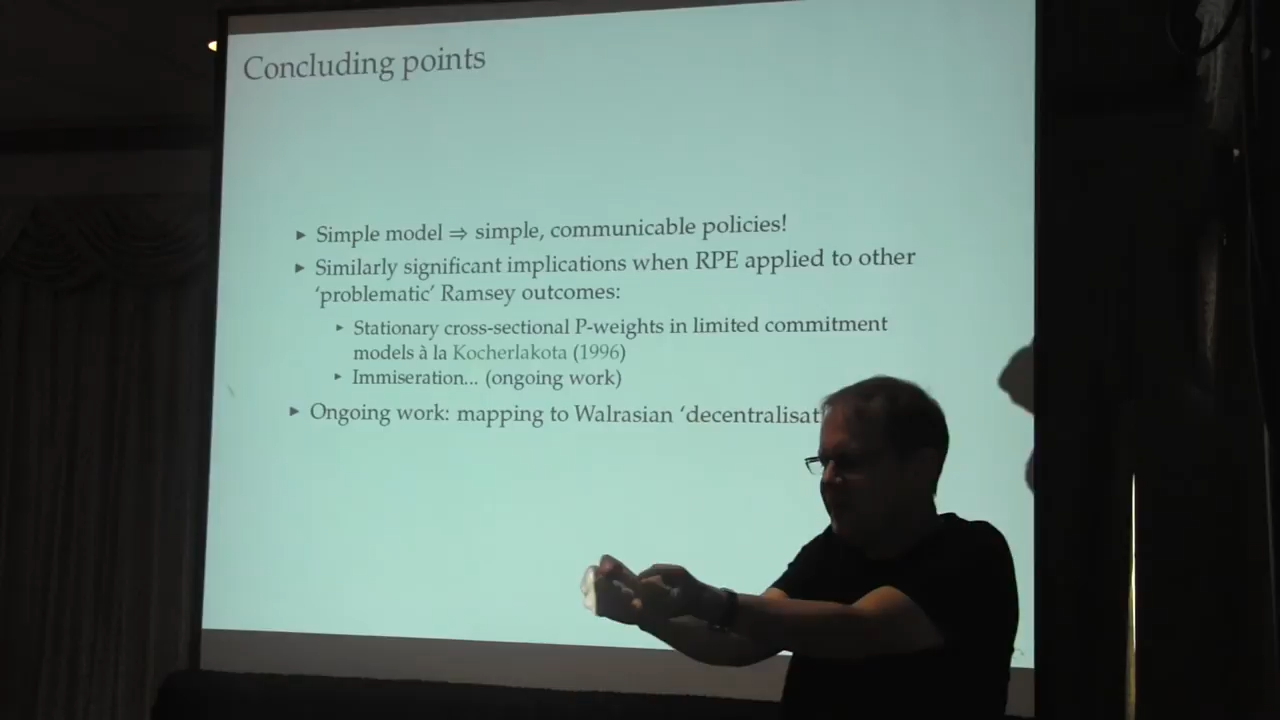 Concluding points
▸ Simple model ⇒ simple, communicable policies!
▸ Similarly significant implications when RPE applied to other
‘problematic’ Ramsey outcomes:
▸ Stationary cross-sectional P-weights in limited commitment
models à la Kocherlakota (1996)
▸ Immiseration... (ongoing work)
▸ Ongoing work: mapping to Walrasian ‘decentralisat